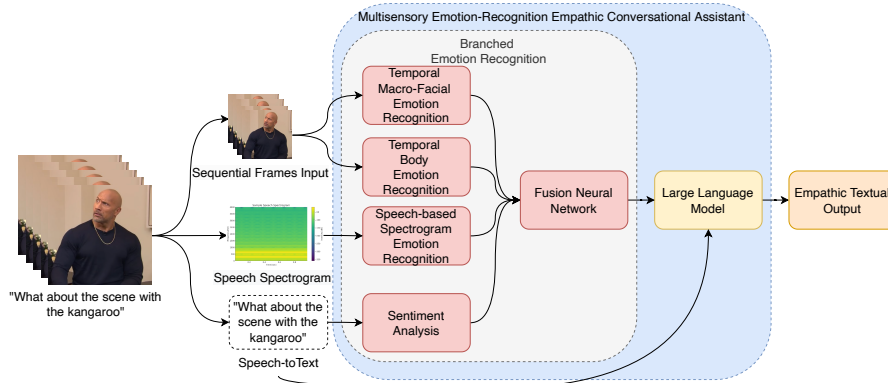 Multisensory Emotion-Recognition Empathic Conversational Assistant
Branched
Emotion Recognition
Temporal
Macro-Facial
Emotion
Recognition
Sequential Frames Input
Temporal
Body
Emotion
Recognition
Fusion Neural
Network
Large Language
Model
Empathic Textual
Output
Speech-based
Spectrogram
Emotion
Recognition
Speech Spectrogram
"What about the scene with
the kangaroo"
"What about the
scene with the
kangaroo"
Sentiment
Analysis
Speech-toText